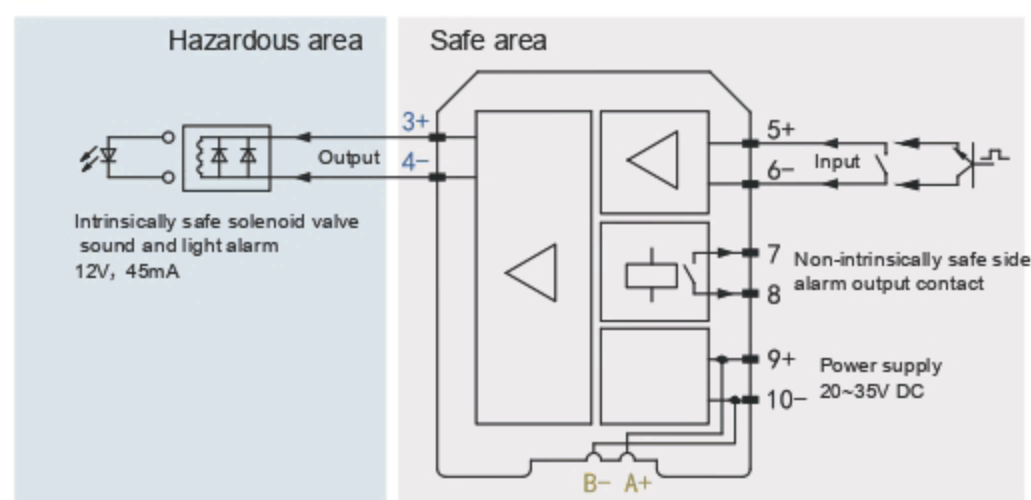 Hazardous area
Safe area
3+
4-
Output
Intrinsically safe solenoid valve
sound and light alarm
12V, 45mA
5+
6-
Input
7
8
Non-intrinsically safe side
alarm output contact
9+
10-
Power supply
20~35V DC
B- A+